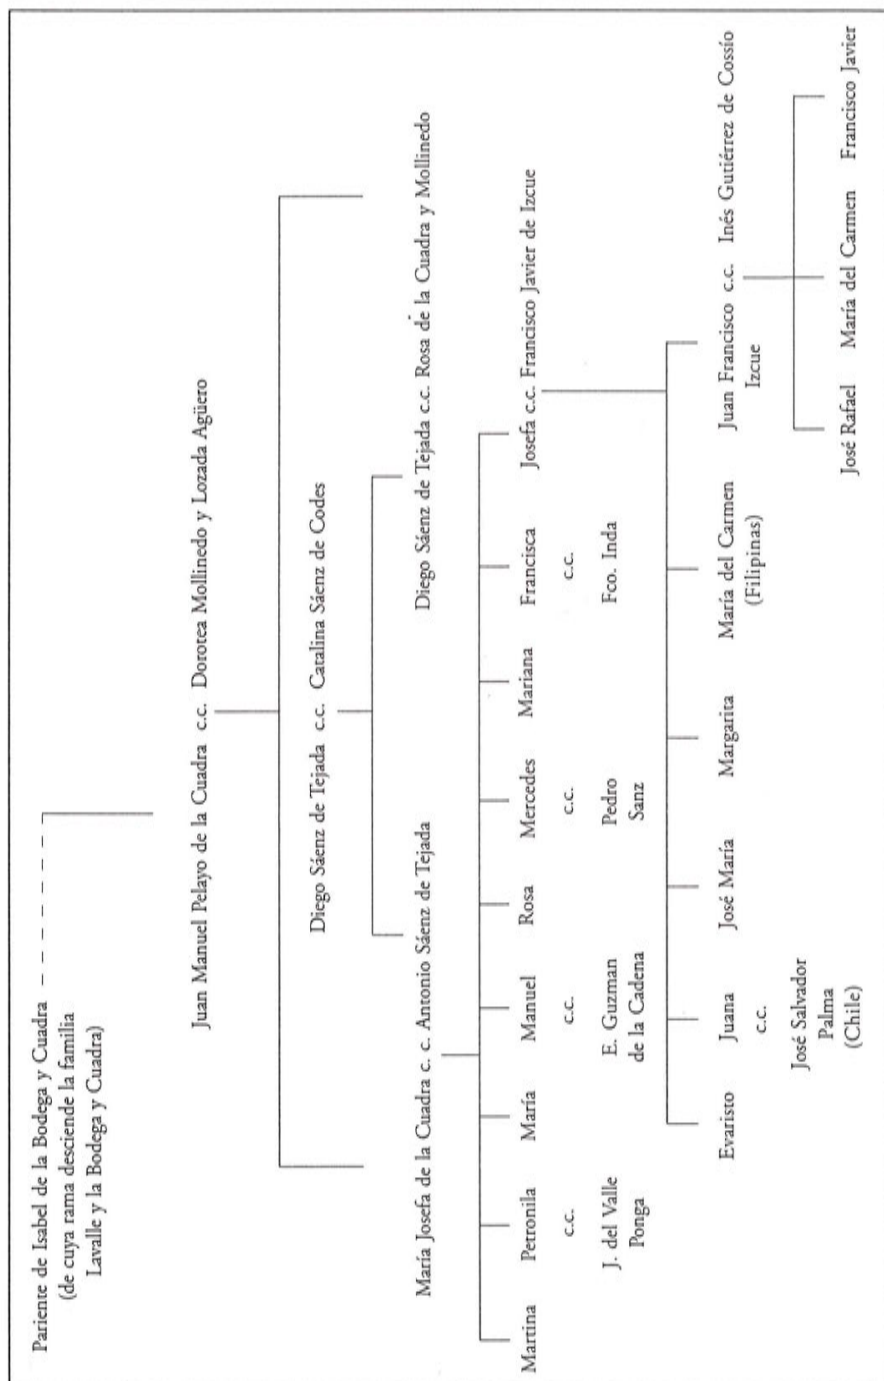 Pariente de Isabel de la Bodega y Cuadra
(de cuya rama desciende la familia
Lavalle y la Bodega y Cuadra)
Juan Manuel Pelayo de la Cuadra c.c. Dorotea Mollinedo y Lozada Agüero
Diego Sáenz de Tejada c.c. Catalina Sáenz de Codes
María Josefa de la Cuadra c. c. Antonio Sáenz de Tejada
Diego Sáenz de Tejada c.c. Rosa de la Cuadra y Mollinedo
Martina Petronila María Manuel Rosa Mercedes Mariana Francisca Josefa c.c. Francisco Javier de Izcue
c.c. c.c. c.c. c.c.
J. del Valle E. Guzman Pedro Fco. Inda
Ponga de la Cadena Sanz
Evaristo Juana José María Margarita María del Carmen Juan Francisco c.c. Inés Gutiérrez de Cossío
c.c. (Filipinas) Izcue
José Salvador
Palma
(Chile)
José Rafael María del Carmen Francisco Javier